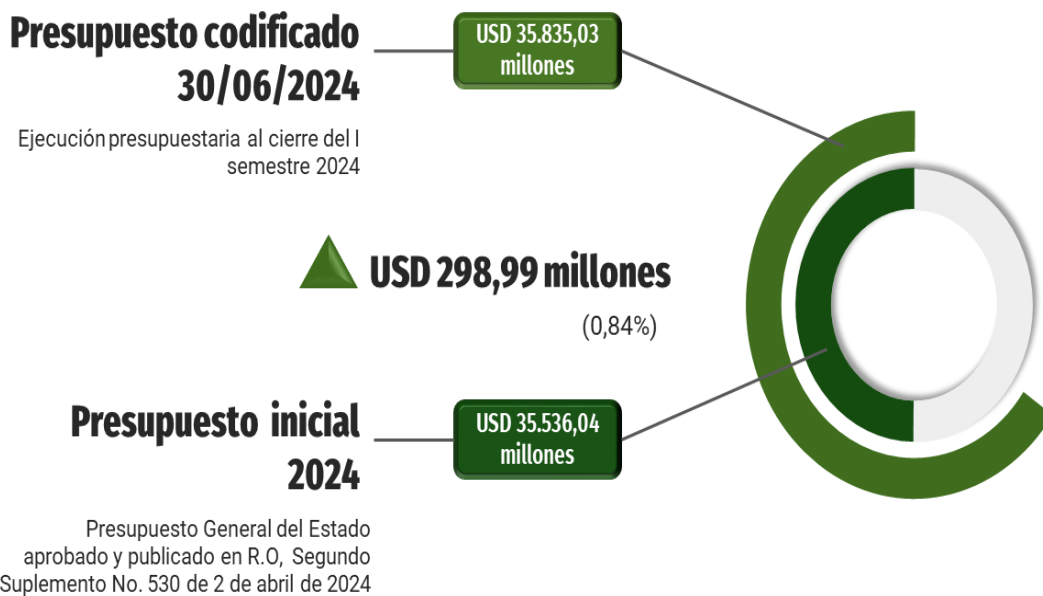 Presupuesto codificado
30/06/2024
Ejecución presupuestaria al cierre del I
semestre 2024
USD 35.835,03
millones
USD 298,99 millones
(0,84%)
Presupuesto inicial
2024
Presupuesto General del Estado
aprobado y publicado en R.O, Segundo
Suplemento No. 530 de 2 de abril de 2024
USD 35.536,04
millones